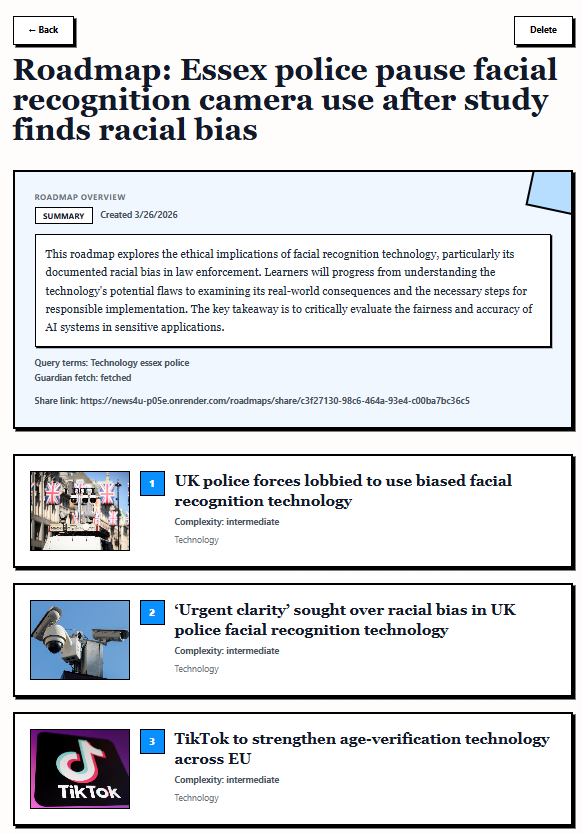 ← Back
Delete
Roadmap: Essex police pause facial
recognition camera use after study
finds racial bias
ROADMAP OVERVIEW
SUMMARY Created 3/26/2026
This roadmap explores the ethical implications of facial recognition technology, particularly its
documented racial bias in law enforcement. Learners will progress from understanding the
technology's potential flaws to examining its real-world consequences and the necessary steps for
responsible implementation. The key takeaway is to critically evaluate the fairness and accuracy of
AI systems in sensitive applications.
Query terms: Technology essex police
Guardian fetch: fetched
Share link: https://news4u-p05e.onrender.com/roadmaps/share/c3f27130-98c6-464a-93e4-c00ba7bc36c5
1
UK police forces lobbied to use biased facial
recognition technology
Complexity: intermediate
Technology
2
‘Urgent clarity’ sought over racial bias in UK
police facial recognition technology
Complexity: intermediate
Technology
TikTok
3
TikTok to strengthen age-verification technology
across EU
Complexity: intermediate
Technology